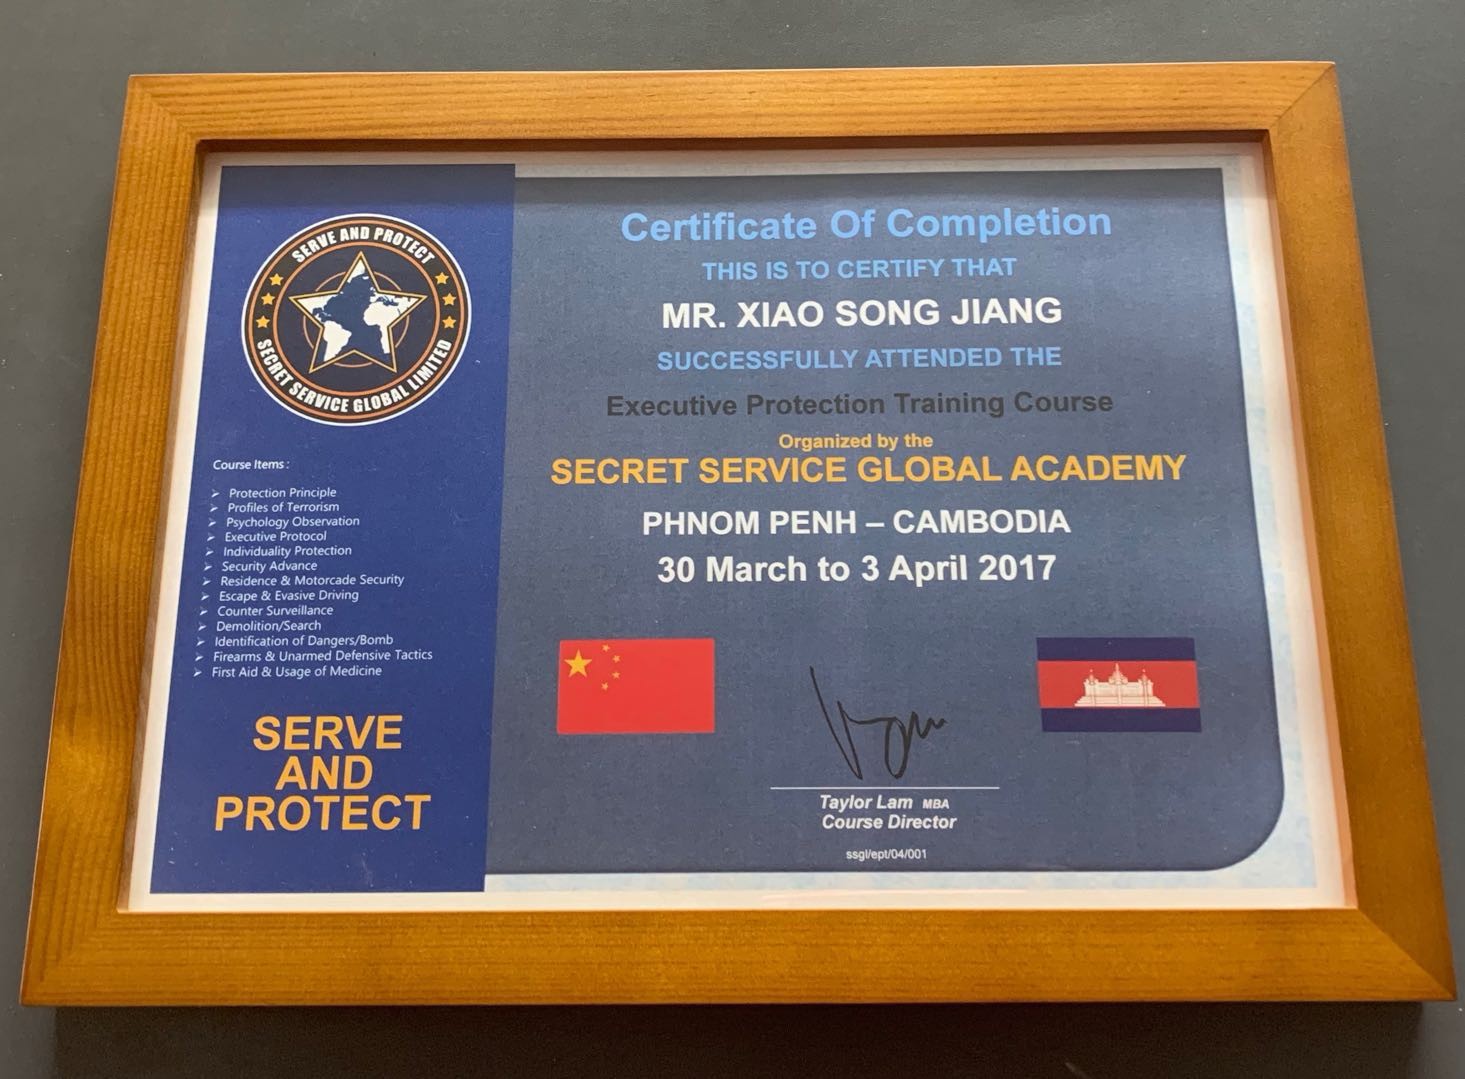 SERVE AND PROTECT
SECRET SERVICE GLOBAL LIMITED
Course Items :
➢ Protection Principle
➢ Profiles of Terrorism
➢ Psychology Observation
➢ Executive Protocol
➢ Individuality Protection
➢ Security Advance
➢ Residence & Motorcade Security
➢ Escape & Evasive Driving
➢ Counter Surveillance
➢ Demolition/Search
➢ Identification of Dangers/Bomb
➢ Firearms & Unarmed Defensive Tactics
➢ First Aid & Usage of Medicine
SERVE
AND
PROTECT
Certificate Of Completion
THIS IS TO CERTIFY THAT
MR. XIAO SONG JIANG
SUCCESSFULLY ATTENDED THE
Executive Protection Training Course
Organized by the
SECRET SERVICE GLOBAL ACADEMY
PHNOM PENH – CAMBODIA
30 March to 3 April 2017
Taylor Lam MBA
Course Director
ssgl/ept/04/001